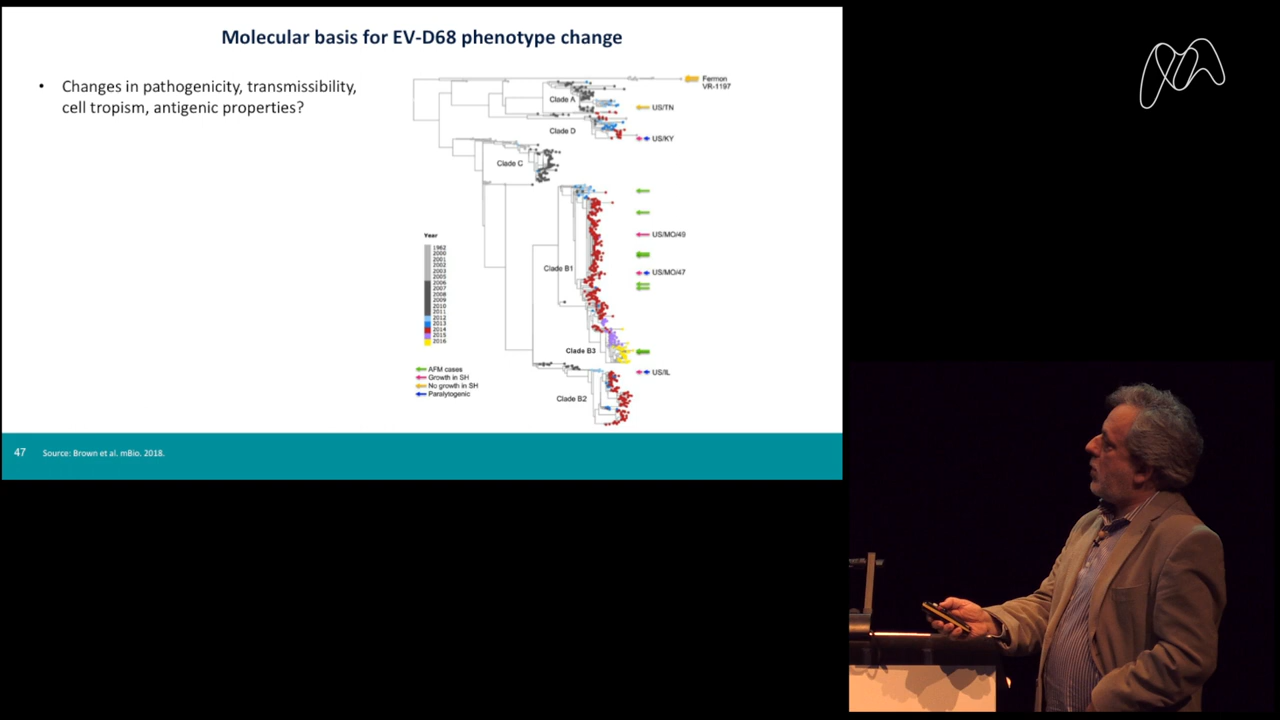 Molecular basis for EV-D68 phenotype change
• Changes in pathogenicity, transmissibility,
cell tropism, antigenic properties?
Fermon
VR-1197
Clade A
US/TN
Clade D
US/KY
Clade C
US/MO/49
Year
1962
2000
2001
2002
2003
2005
2006
2007
2008
2009
2010
2011
2012
2013
2014
2015
2016
Clade B1
US/MO/47
Clade B3
AFM cases
Growth in SH
No growth in SH
Paralytogenic
US/IL
Clade B2
47 Source: Brown et al. mBio. 2018.